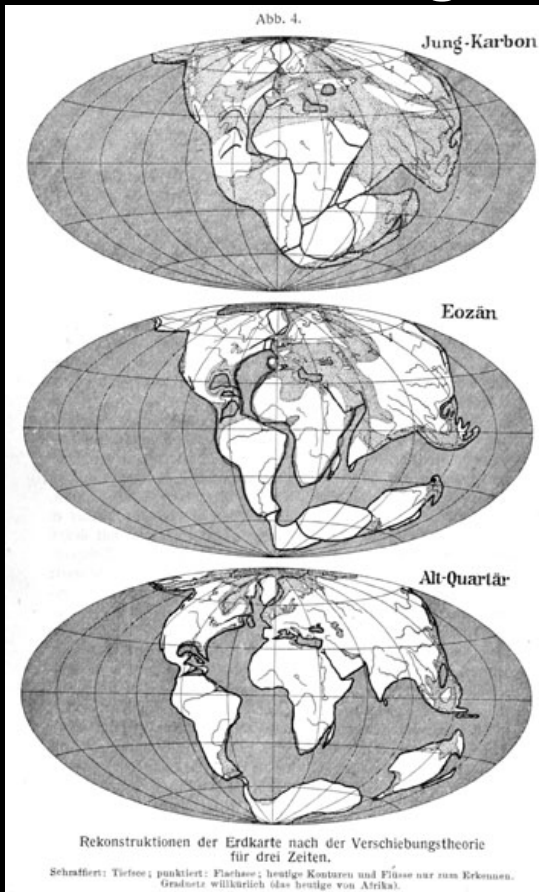 Abb. 4.
Jung-Karbon
Eozän
Alt-Quartär
Rekonstruktionen der Erdkarte nach der Verschiebungstheorie
für drei Zeiten.
Schraffiert: Tiefsee; punktiert: Flachsee; heutige Konturen und Flüsse nur zum Erkennen.
Gradnetz willkürlich (das heutige von Afrika).